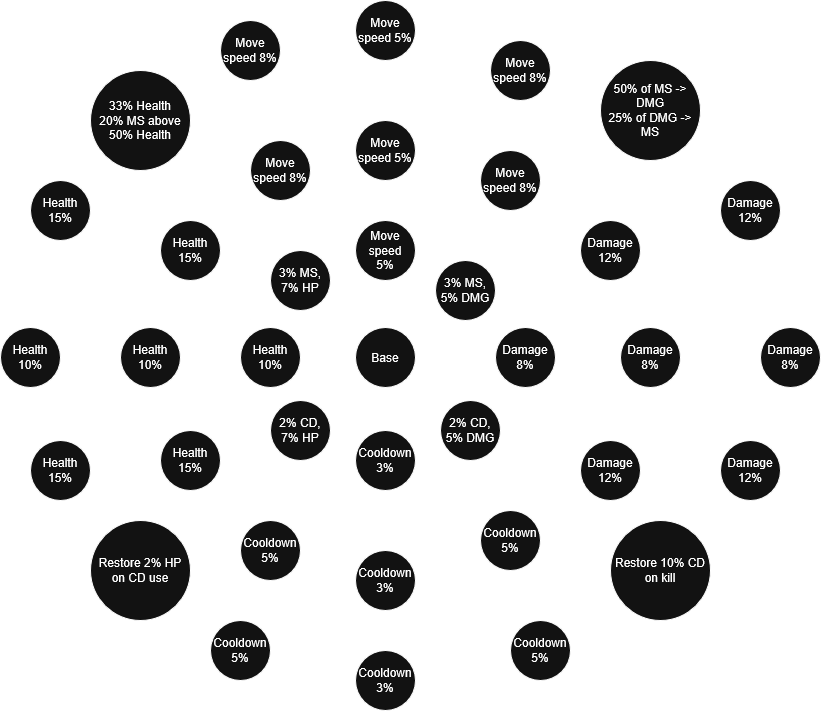 Move
speed 5%
Move
speed 8%
Move
speed 8%
50% of MS ->
DMG
25% of DMG ->
MS
33% Health
20% MS above
50% Health
Move
speed 5%
Move
speed 8%
Move
speed 8%
Health
15%
Damage
12%
Health
15%
Move
speed
5%
Damage
12%
3% MS,
7% HP
3% MS,
5% DMG
Health
10%
Health
10%
Health
10%
Base
Damage
8%
Damage
8%
Damage
8%
2% CD,
7% HP
2% CD,
5% DMG
Cooldown
3%
Health
15%
Health
15%
Damage
12%
Damage
12%
Cooldown
5%
Cooldown
5%
Restore 2% HP
on CD use
Cooldown
3%
Restore 10% CD
on kill
Cooldown
5%
Cooldown
5%
Cooldown
3%